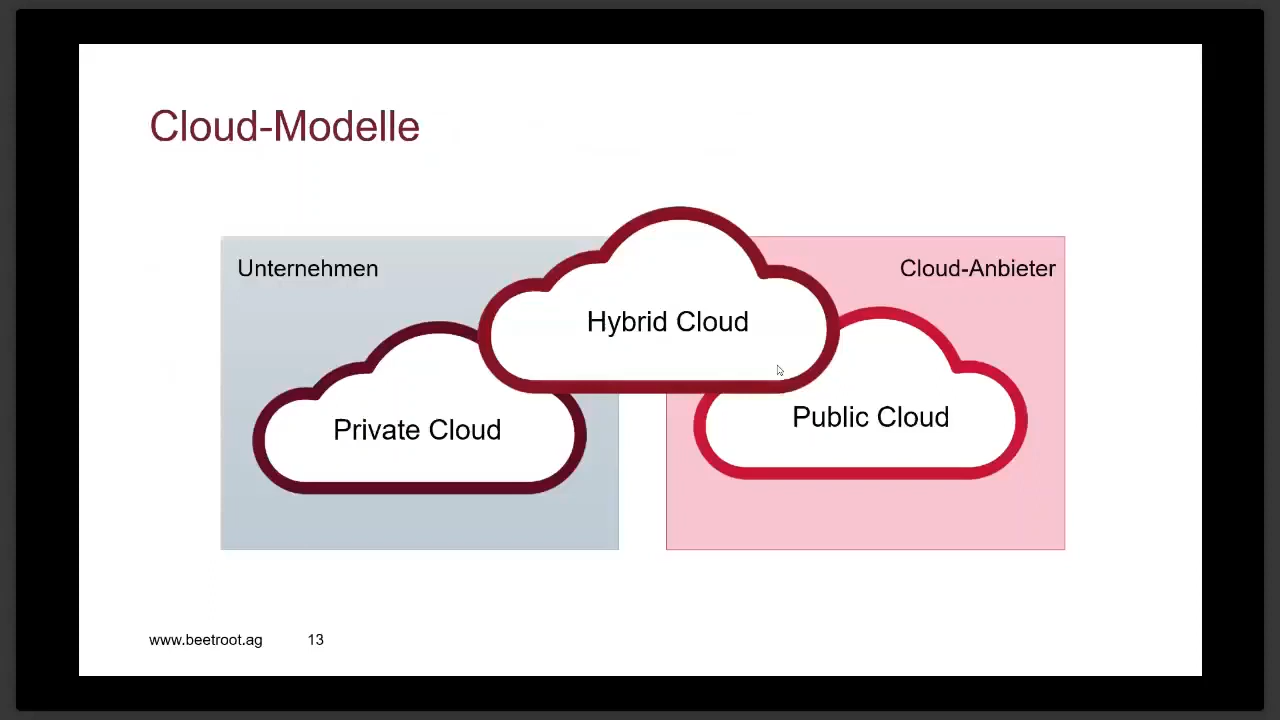 Cloud-Modelle
Unternehmen
Cloud-Anbieter
Hybrid Cloud
Private Cloud
Public Cloud
www.beetroot.ag
13